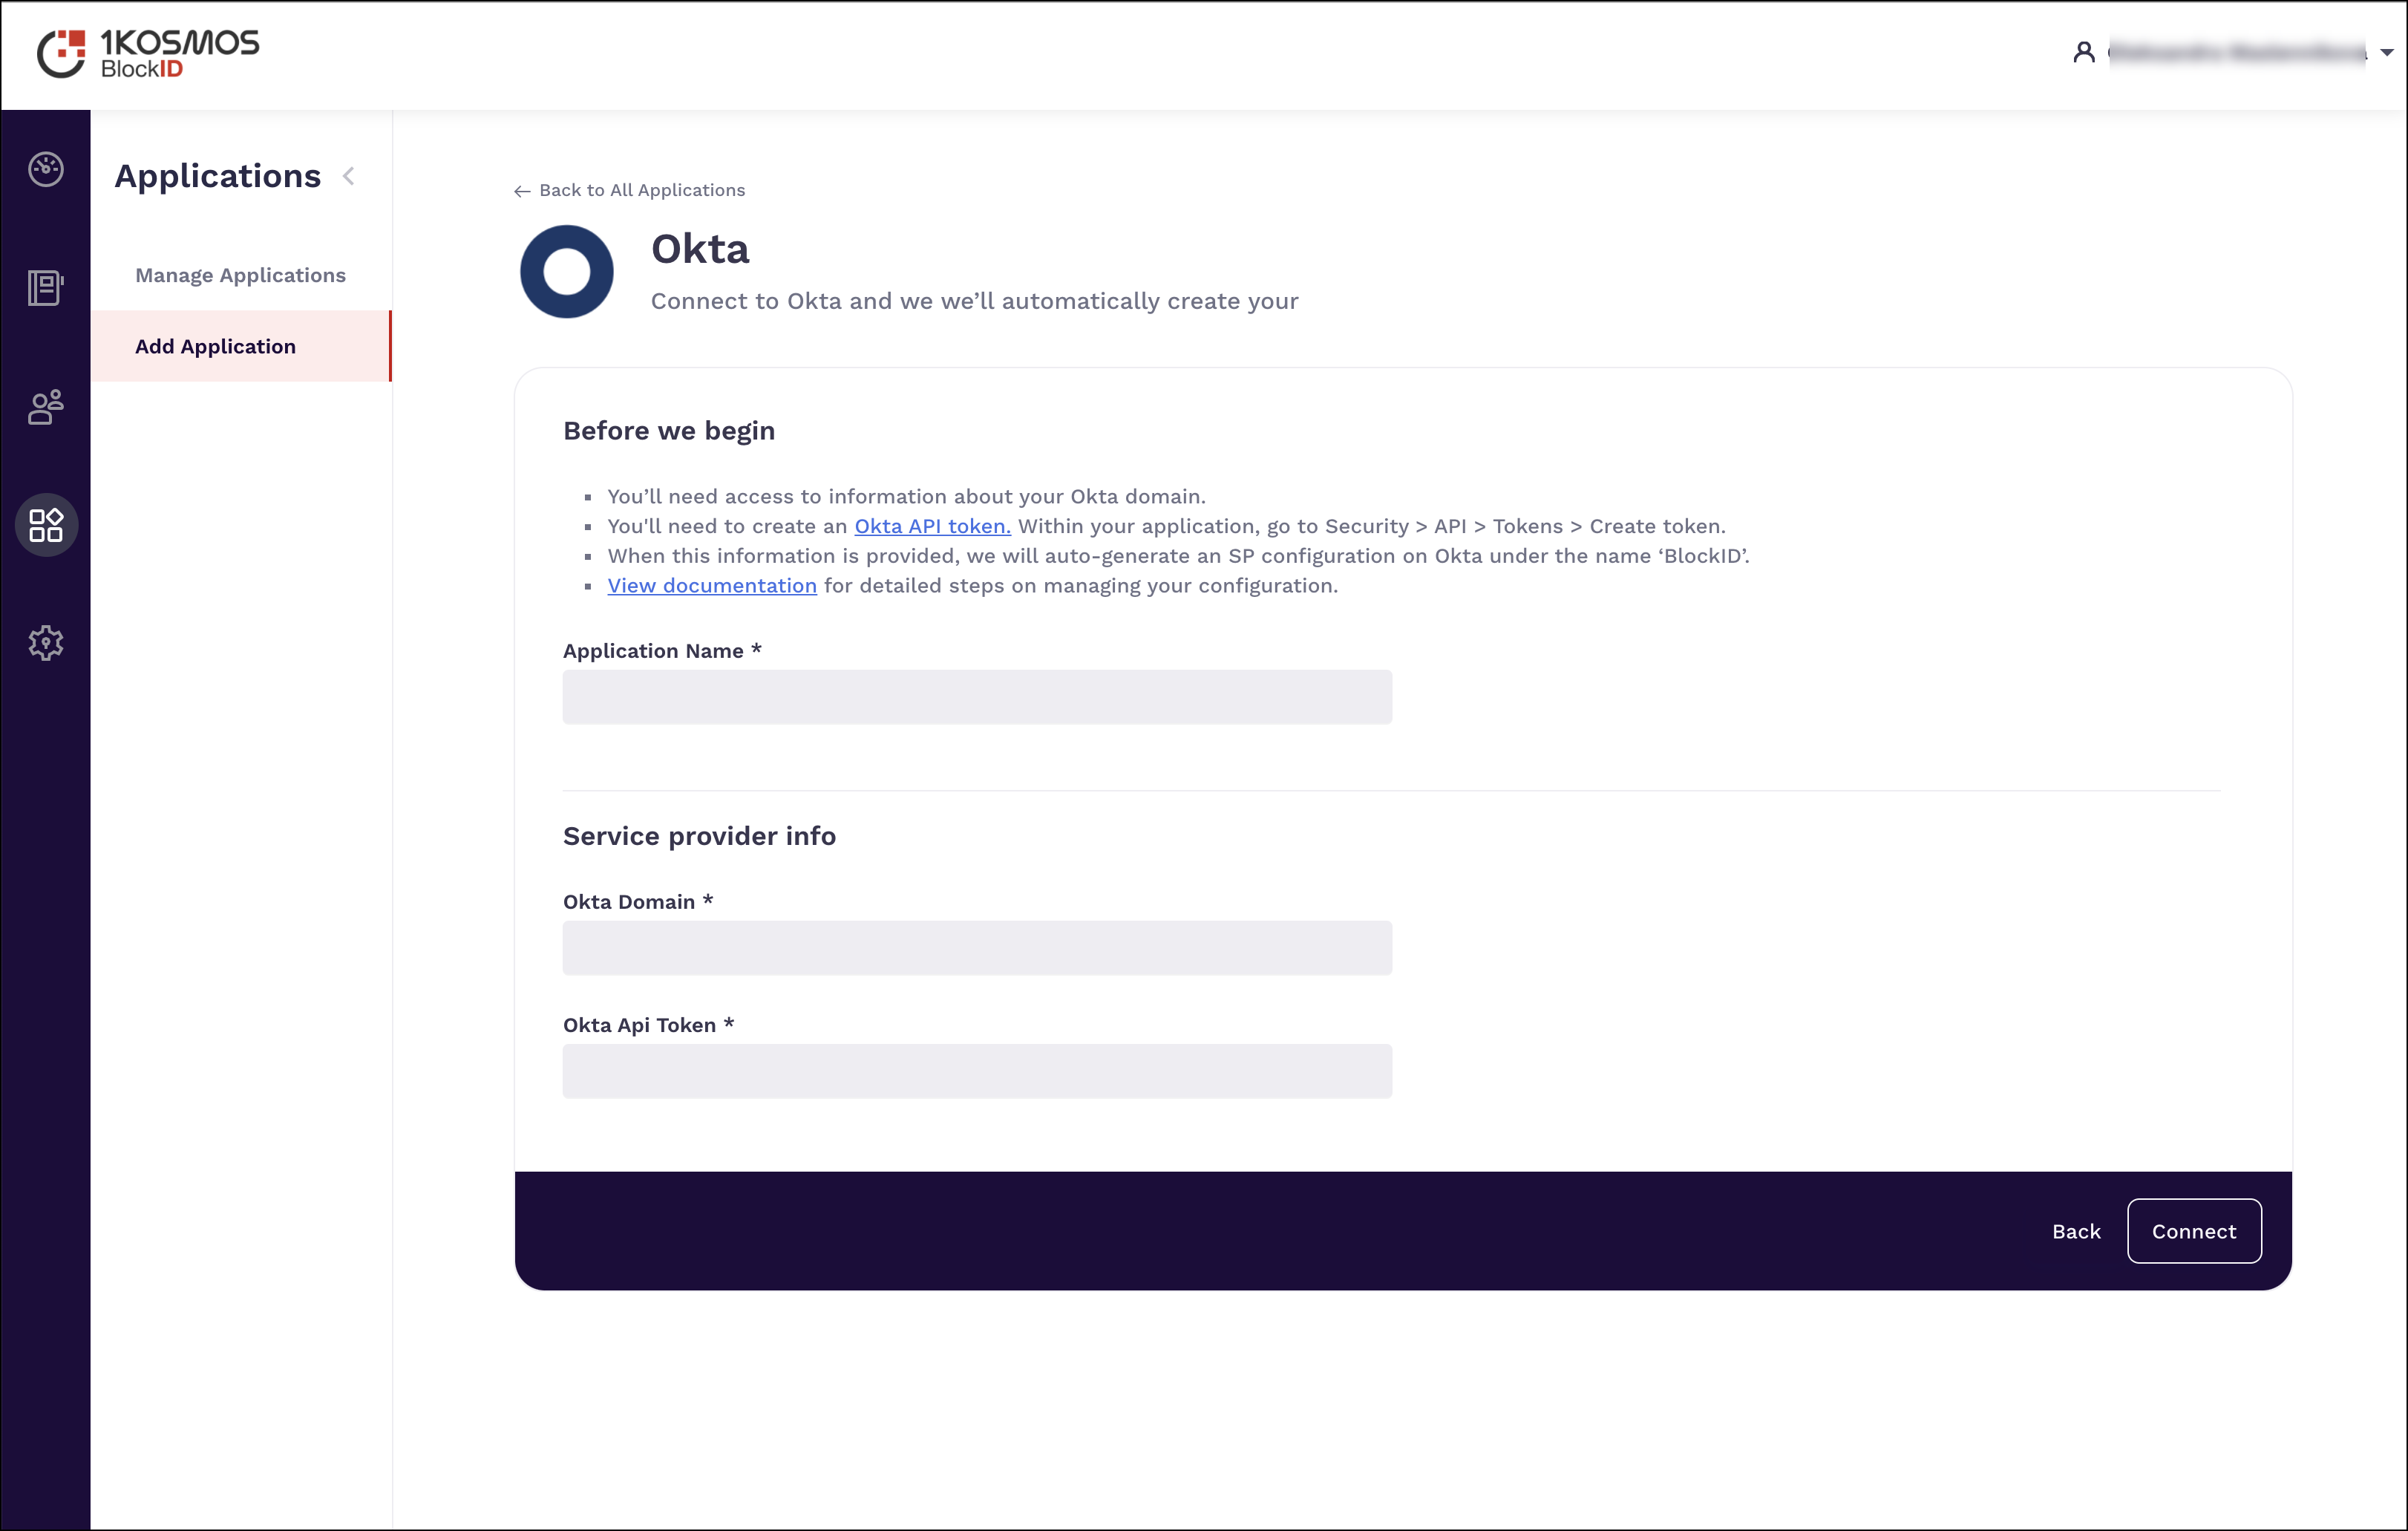 1KOSMOS
BlockID
Applications
Manage Applications
Add Application
← Back to All Applications
Okta
Connect to Okta and we we’ll automatically create your
Before we begin
▪ You’ll need access to information about your Okta domain.
▪ You'll need to create an Okta API token. Within your application, go to Security > API > Tokens > Create token.
▪ When this information is provided, we will auto-generate an SP configuration on Okta under the name ‘BlockID’.
▪ View documentation for detailed steps on managing your configuration.
Application Name *
Service provider info
Okta Domain *
Okta Api Token *
Back
Connect